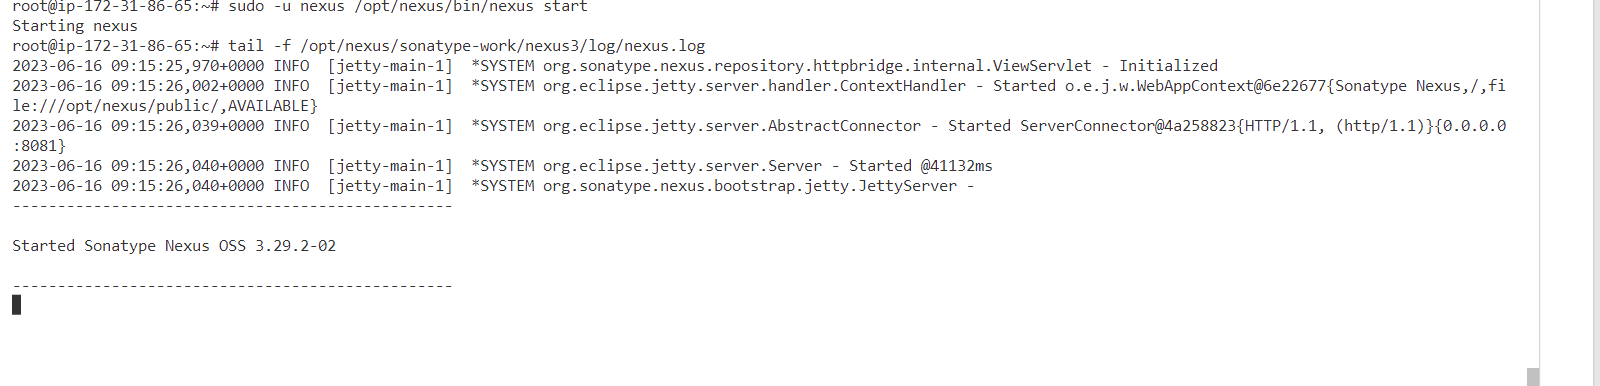 root@ip-172-31-86-65:~# sudo -u nexus /opt/nexus/bin/nexus start
Starting nexus
root@ip-172-31-86-65:~# tail -f /opt/nexus/sonatype-work/nexus3/log/nexus.log
2023-06-16 09:15:25,970+0000 INFO  [jetty-main-1]  *SYSTEM org.sonatype.nexus.repository.httpbridge.internal.ViewServlet - Initialized
2023-06-16 09:15:26,002+0000 INFO  [jetty-main-1]  *SYSTEM org.eclipse.jetty.server.handler.ContextHandler - Started o.e.j.w.WebAppContext@6e22677{Sonatype Nexus,/,fi
le:///opt/nexus/public/,AVAILABLE}
2023-06-16 09:15:26,039+0000 INFO  [jetty-main-1]  *SYSTEM org.eclipse.jetty.server.AbstractConnector - Started ServerConnector@4a258823{HTTP/1.1, (http/1.1)}{0.0.0.0
:8081}
2023-06-16 09:15:26,040+0000 INFO  [jetty-main-1]  *SYSTEM org.eclipse.jetty.server.Server - Started @41132ms
2023-06-16 09:15:26,040+0000 INFO  [jetty-main-1]  *SYSTEM org.sonatype.nexus.bootstrap.jetty.JettyServer -
-------------------------------------------------
Started Sonatype Nexus OSS 3.29.2-02
-------------------------------------------------